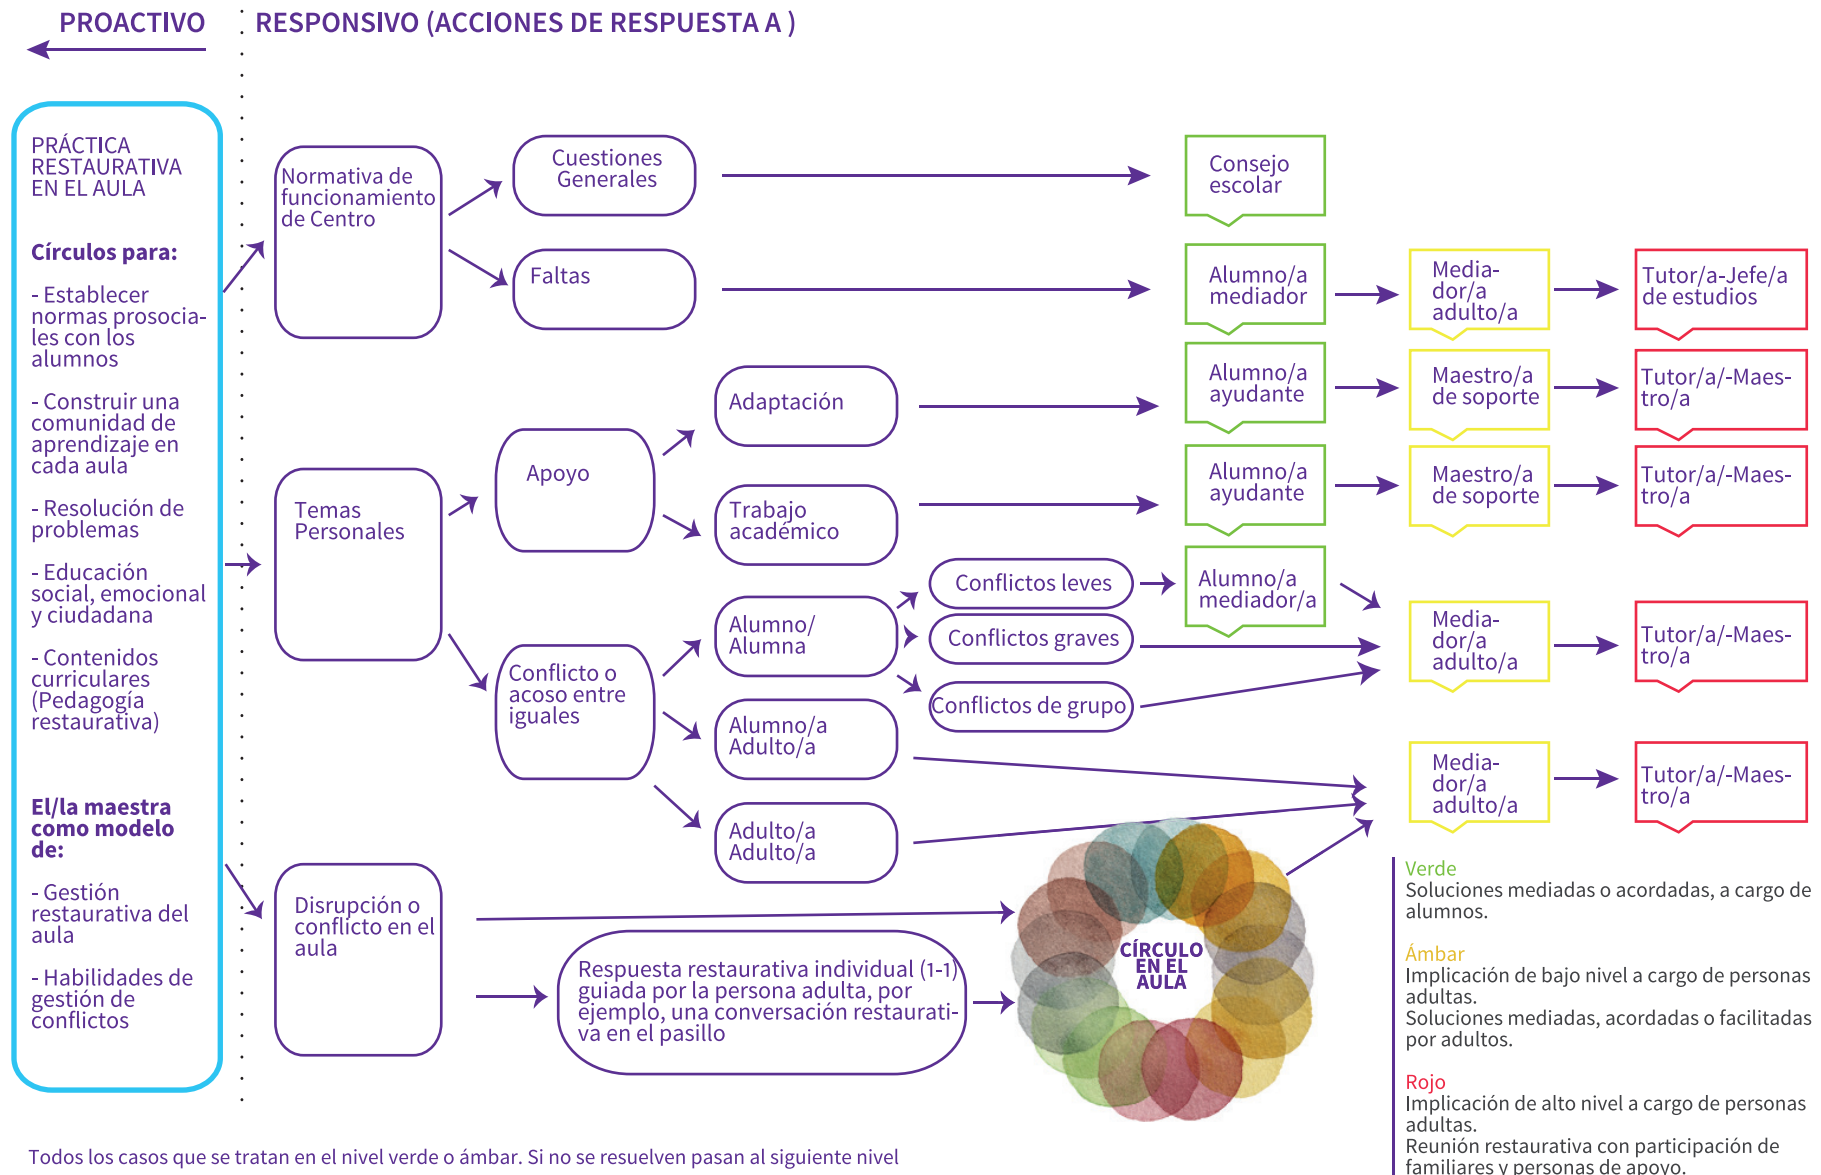 PROACTIVO
RESPONSIVO (ACCIONES DE RESPUESTA A )
PRÁCTICA
RESTAURATIVA
EN EL AULA
Círculos para:
- Establecer
normas prosocia-
les con los
alumnos
- Construir una
comunidad de
aprendizaje en
cada aula
- Resolución de
problemas
- Educación
social, emocional
y ciudadana
- Contenidos
curriculares
(Pedagogía
restaurativa)
El/la maestra
como modelo
de:
- Gestión
restaurativa del
aula
- Habilidades de
gestión de
conflictos
Normativa de
funcionamiento
de Centro
Cuestiones
Generales
Consejo
escolar
Faltas
Alumno/a
mediador
Media-
dor/a
adulto/a
Tutor/a-Jefe/a
de estudios
Temas
Personales
Apoyo
Adaptación
Alumno/a
ayudante
Maestro/a
de soporte
Tutor/a/-Maes-
tro/a
Trabajo
académico
Alumno/a
ayudante
Maestro/a
de soporte
Tutor/a/-Maes-
tro/a
Conflicto o
acoso entre
iguales
Alumno/
Alumna
Conflictos leves
Alumno/a
mediador/a
Conflictos graves
Conflictos de grupo
Media-
dor/a
adulto/a
Tutor/a/-Maes-
tro/a
Alumno/a
Adulto/a
Adulto/a
Adulto/a
Media-
dor/a
adulto/a
Tutor/a/-Maes-
tro/a
Disrupción o
conflicto en el
aula
Respuesta restaurativa individual (1-1)
guiada por la persona adulta, por
ejemplo, una conversación restaurati-
va en el pasillo
CÍRCULO
EN EL
AULA
Verde
Soluciones mediadas o acordadas, a cargo de
alumnos.
Ámbar
Implicación de bajo nivel a cargo de personas
adultas.
Soluciones mediadas, acordadas o facilitadas
por adultos.
Rojo
Implicación de alto nivel a cargo de personas
adultas.
Reunión restaurativa con participación de
familiares y personas de apoyo.
Todos los casos que se tratan en el nivel verde o ámbar. Si no se resuelven pasan al siguiente nivel